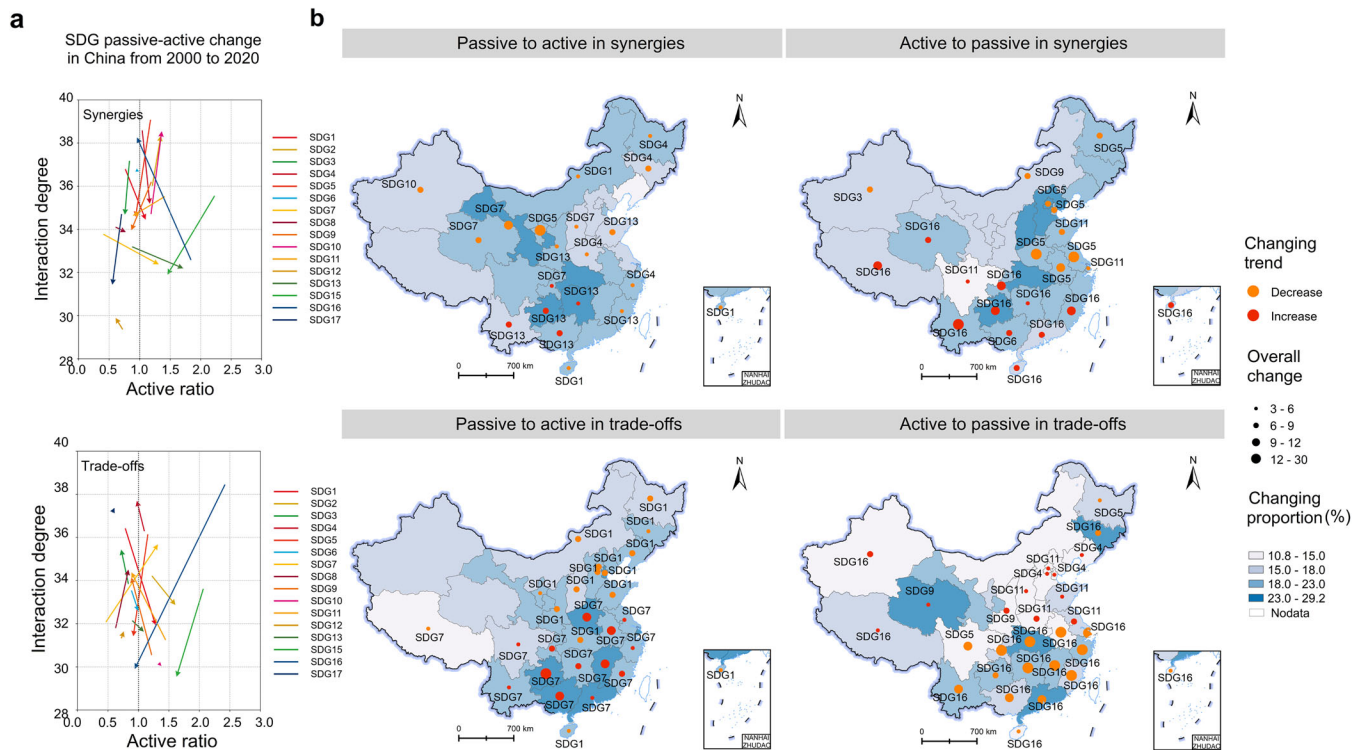 a
SDG passive-active change
in China from 2000 to 2020
40
38
36
34
32
30
28
Synergies
Interaction degree
0.0 0.5 1.0 1.5 2.0 2.5 3.0
Active ratio
SDG1
SDG2
SDG3
SDG4
SDG5
SDG6
SDG7
SDG8
SDG9
SDG10
SDG11
SDG12
SDG13
SDG15
SDG16
SDG17
40
38
36
34
32
30
28
Trade-offs
Interaction degree
0.0 0.5 1.0 1.5 2.0 2.5 3.0
Active ratio
SDG1
SDG2
SDG3
SDG4
SDG5
SDG6
SDG7
SDG8
SDG9
SDG10
SDG11
SDG12
SDG13
SDG15
SDG16
SDG17
b
Passive to active in synergies
N
SDG4
SDG4
SDG1
SDG10
SDG7
SDG5
SDG7
SDG13
SDG7
SDG4
SDG13
SDG7
SDG4
SDG13
SDG13
SDG13
SDG13
SDG13
SDG1
0 700 km
SDG1
NANHAI
ZHUDAO
Active to passive in synergies
N
SDG5
SDG9
SDG3
SDG5
SDG5
SDG11
SDG16
SDG5
SDG5
SDG11
SDG16
SDG11
SDG16
SDG5
SDG16
SDG16
SDG16
SDG16
SDG6
SDG16
0 700 km
SDG16
NANHAI
ZHUDAO
Passive to active in trade-offs
N
SDG1
SDG1
SDG1
SDG1
SDG1
SDG1
SDG1
SDG1
SDG7
SDG7
SDG7
SDG1
SDG7
SDG7
SDG7
SDG7
SDG7
SDG7
SDG7
SDG7
SDG7
SDG1
0 700 km
SDG1
NANHAI
ZHUDAO
Active to passive in trade-offs
N
SDG5
SDG16
SDG4
SDG16
SDG11
SDG4
SDG4
SDG9
SDG11
SDG11
SDG9
SDG11
SDG11
SDG16
SDG16
SDG16
SDG5
SDG16
SDG16
SDG16
SDG16
SDG16
SDG16
SDG16
SDG16
SDG16
SDG16
0 700 km
SDG16
NANHAI
ZHUDAO
Changing
trend
Decrease
Increase
Overall
change
3 - 6
6 - 9
9 - 12
12 - 30
Changing
proportion (%)
10.8 - 15.0
15.0 - 18.0
18.0 - 23.0
23.0 - 29.2
Nodata